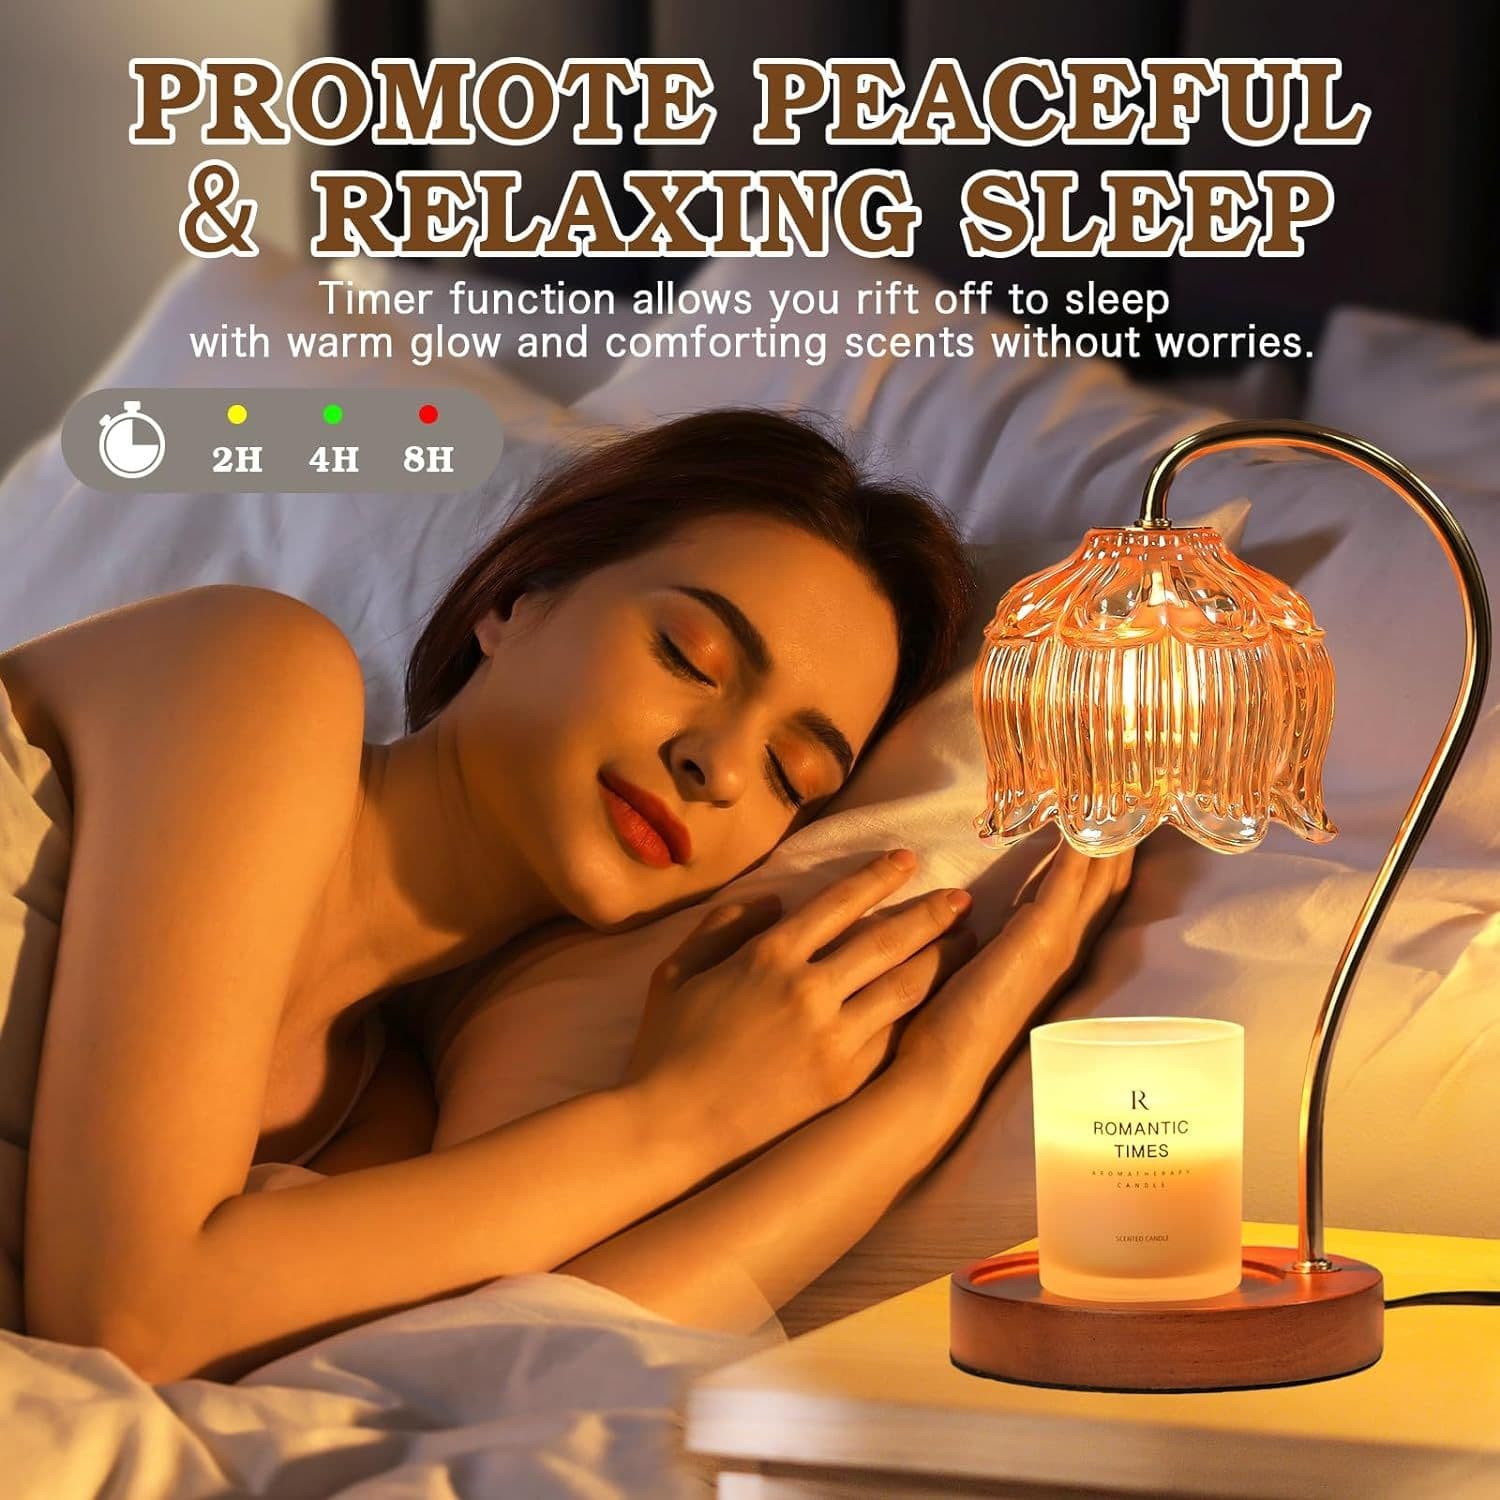 PROMOTE PEACEFUL
& RELAXING SLEEP
Timer function allows you rift off to sleep
with warm glow and comforting scents without worries.
2H 4H 8H
R
ROMANTIC
TIMES
AROMATHERAPY
CANDLE
SCENTED CANDLE